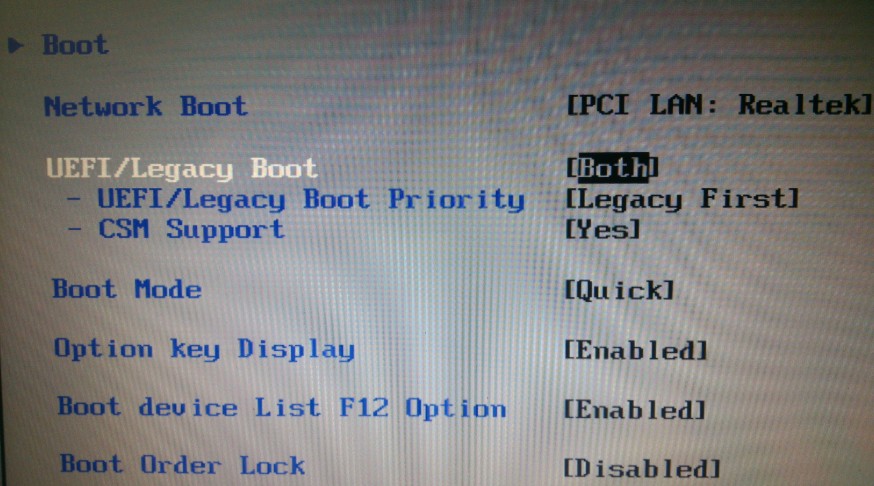 Boot
Network Boot [PCI LAN: Realtek]
UEFI/Legacy Boot [Both]
- UEFI/Legacy Boot Priority [Legacy First]
- CSM Support [Yes]
Boot Mode [Quick]
Option key Display [Enabled]
Boot device List F12 Option [Enabled]
Boot Order Lock [Disabled]